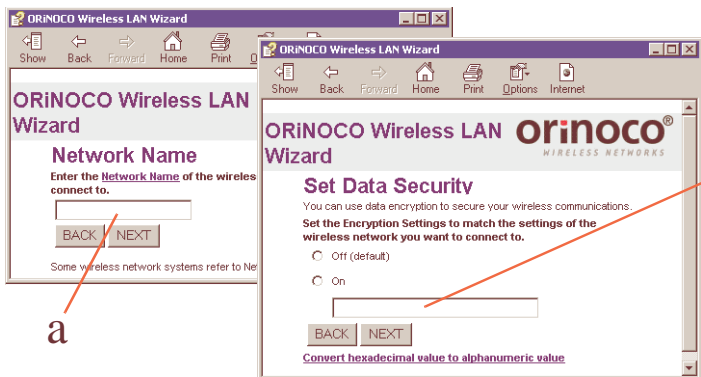 ORiNOCO Wireless LAN Wizard
Show Back Forward Home Print
ORiNOCO Wireless LAN
Wizard
Network Name
Enter the Network Name of the
connect to.
BACK NEXT
Some wireless network systems refer to
a
ORiNOCO Wireless LAN Wizard
Show Back Forward Home Print Options Internet
ORiNOCO Wireless LAN
Wizard
orinoco®
WIRELESS NETWORKS
Set Data Security
You can use data encryption to secure your wireless communications.
Set the Encryption Settings to match the settings of the
wireless network you want to connect to.
Off (default)
On
BACK NEXT
Convert hexadecimal value to alphanumeric value